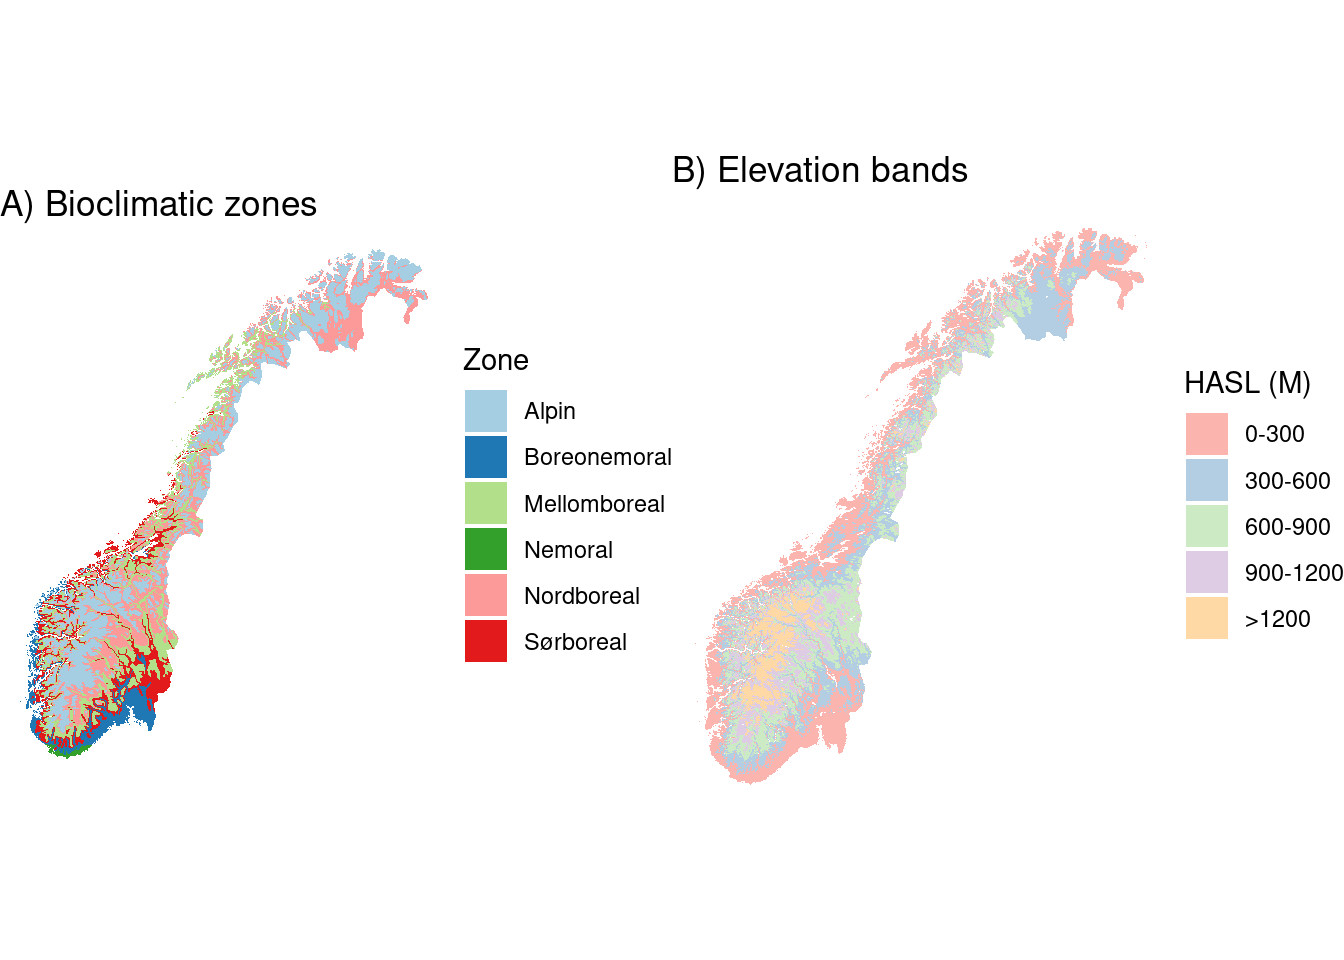 A) Bioclimatic zones
Zone
Alpin
Boreonemoral
Mellomboreal
Nemoral
Nordboreal
Sørboreal
B) Elevation bands
HASL (M)
0-300
300-600
600-900
900-1200
>1200